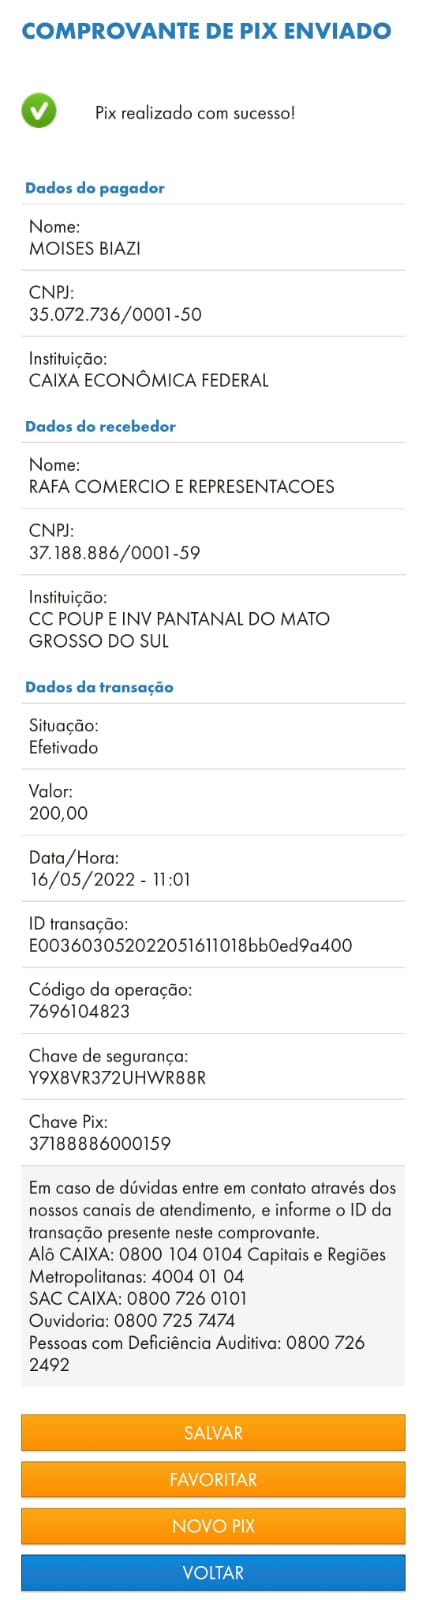 COMPROVANTE DE PIX ENVIADO
Pix realizado com sucesso!
Dados do pagador
Nome:
MOISES BIAZI
CNPJ:
35.072.736/0001-50
Instituição:
CAIXA ECONÔMICA FEDERAL
Dados do recebedor
Nome:
RAFA COMERCIO E REPRESENTACOES
CNPJ:
37.188.886/0001-59
Instituição:
CC POUP E INV PANTANAL DO MATO
GROSSO DO SUL
Dados da transação
Situação:
Efetivado
Valor:
200,00
Data/Hora:
16/05/2022 - 11:01
ID transação:
E003603052022051611018bb0ed9a400
Código da operação:
7696104823
Chave de segurança:
Y9X8VR372UHWR88R
Chave Pix:
37188886000159
Em caso de dúvidas entre em contato através dos
nossos canais de atendimento, e informe o ID da
transação presente neste comprovante.
Alô CAIXA: 0800 104 0104 Capitais e Regiões
Metropolitanas: 4004 01 04
SAC CAIXA: 0800 726 0101
Ouvidoria: 0800 725 7474
Pessoas com Deficiência Auditiva: 0800 726
2492
SALVAR
FAVORITAR
NOVO PIX
VOLTAR